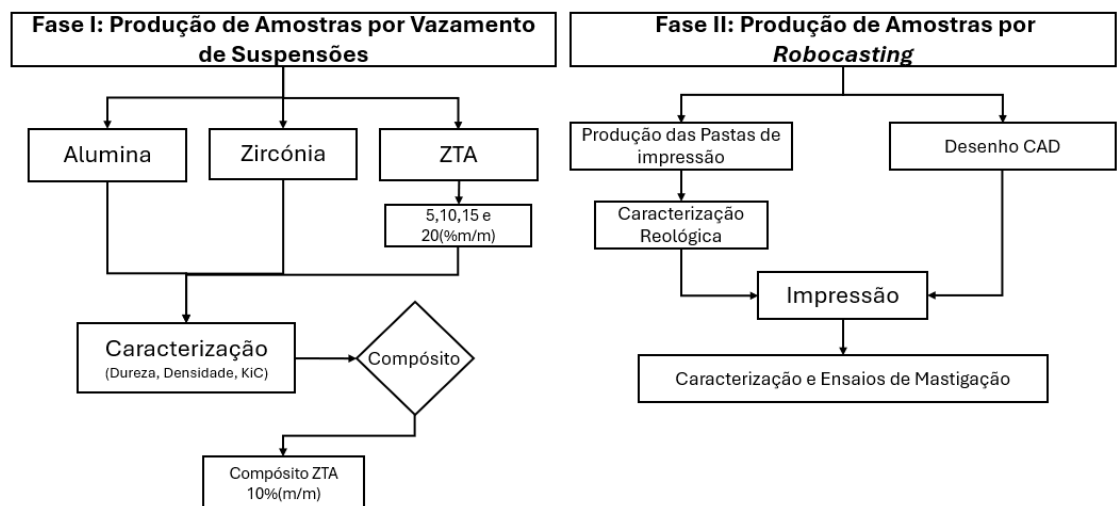 Fase I: Produção de Amostras por Vazamento
de Suspensões
Alumina
Zircónia
ZTA
5,10,15 e
20(%m/m)
Caracterização
(Dureza, Densidade, KiC)
Compósito
Compósito ZTA
10%(m/m)
Fase II: Produção de Amostras por
Robocasting
Produção das Pastas de
impressão
Desenho CAD
Caracterização
Reológica
Impressão
Caracterização e Ensaios de Mastigação